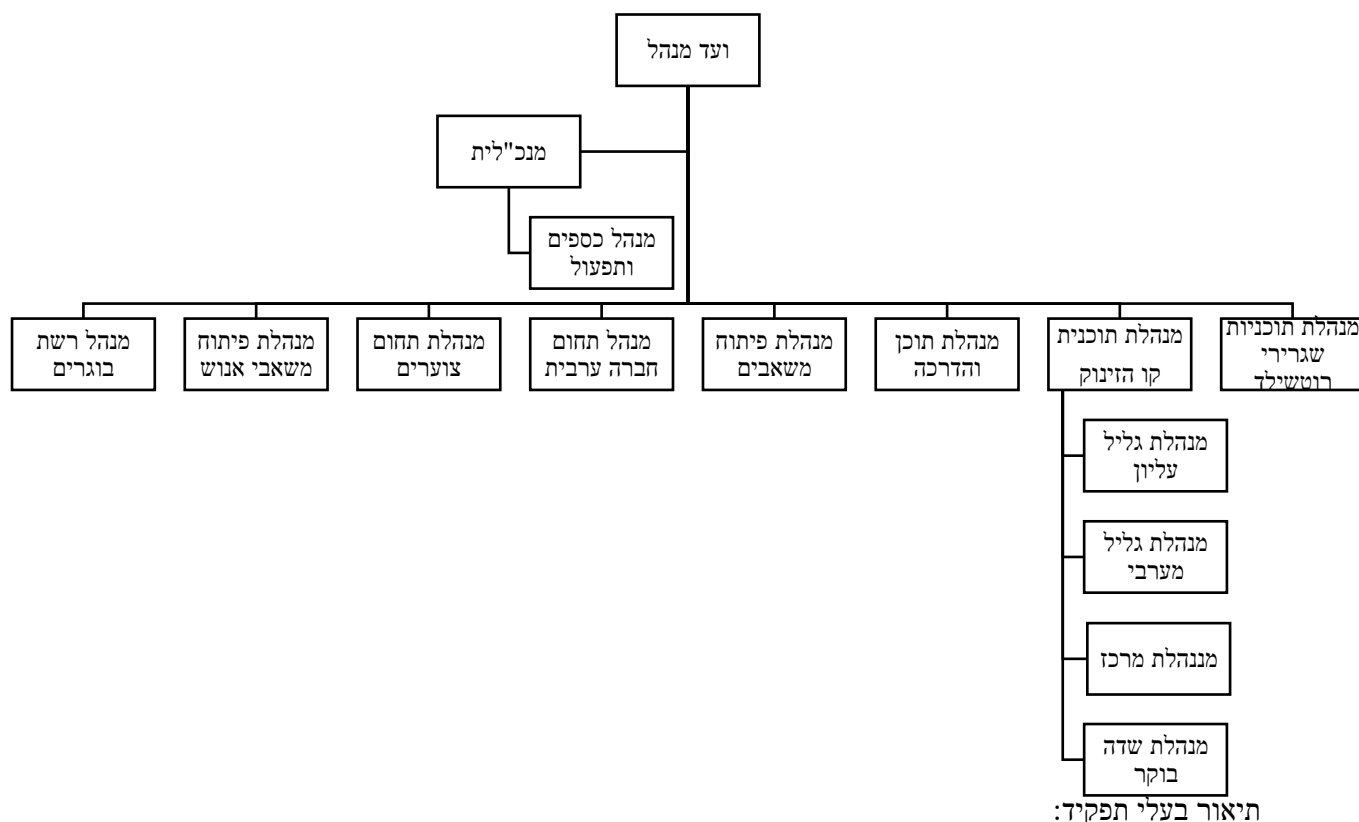 ועד מנהל
מנכ"לית
מנהל כספים
ותפעול
מנהלת תוכניות
שגרירי
רוטשילד
מנהלת תוכנית
קו הזינוק
מנהלת תוכן
והדרכה
מנהלת פיתוח
משאבים
מנהל תחום
חברה ערבית
מנהלת תחום
צוערים
מנהלת פיתוח
משאבי אנוש
מנהל רשת
בוגרים
מנהלת גליל
עליון
מנהלת גליל
מערבי
מננהלת מרכז
מנהלת שדה
בוקר
תיאור בעלי תפקיד: